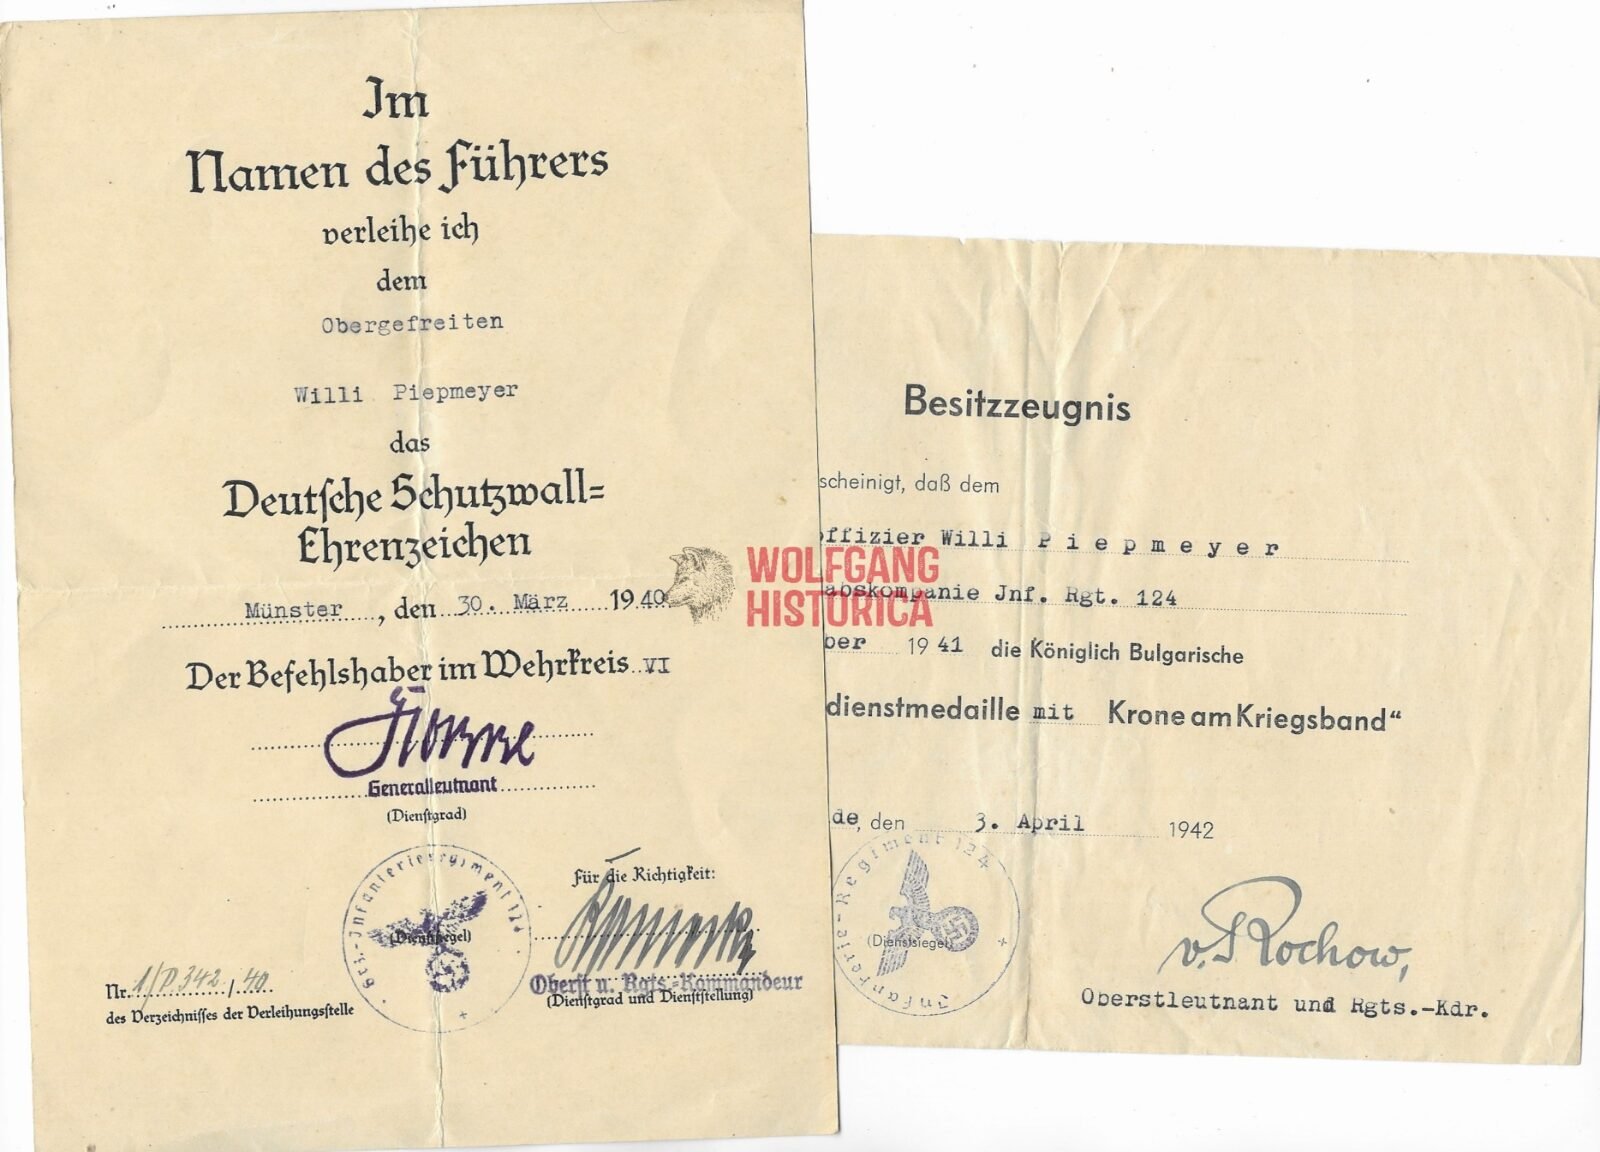 Im
Namen des Führers
verleihe ich
dem
Obergefreiten
Willi Piepmeyer
das
Deutsche Schutzwall=
Ehrenzeichen
Münster, den 30. März 1940
Der Befehlshaber im Wehrkreis VI
Generalleutnant
(Dienstgrad)
Für die Richtigkeit:
(Dienstsiegel)
Oberst u. Rgts.-Kommandeur
(Dienstgrad und Dienststellung)
Nr. 1/P 342/40
des Verzeichnisses der Verleihungsstelle
WOLFGANG
HISTORICA
Besitzzeugnis
scheinigt, daß dem
offizier Willi Piepmeyer
abskompanie Jnf. Rgt. 124
ber 1941 die Königlich Bulgarische
dienstmedaille mit Krone am Kriegsband"
de, den 3. April 1942
Infanterie-Regiment 124
(Dienstsiegel)
v. Rochow,
Oberstleutnant und Rgts.-Kdr.